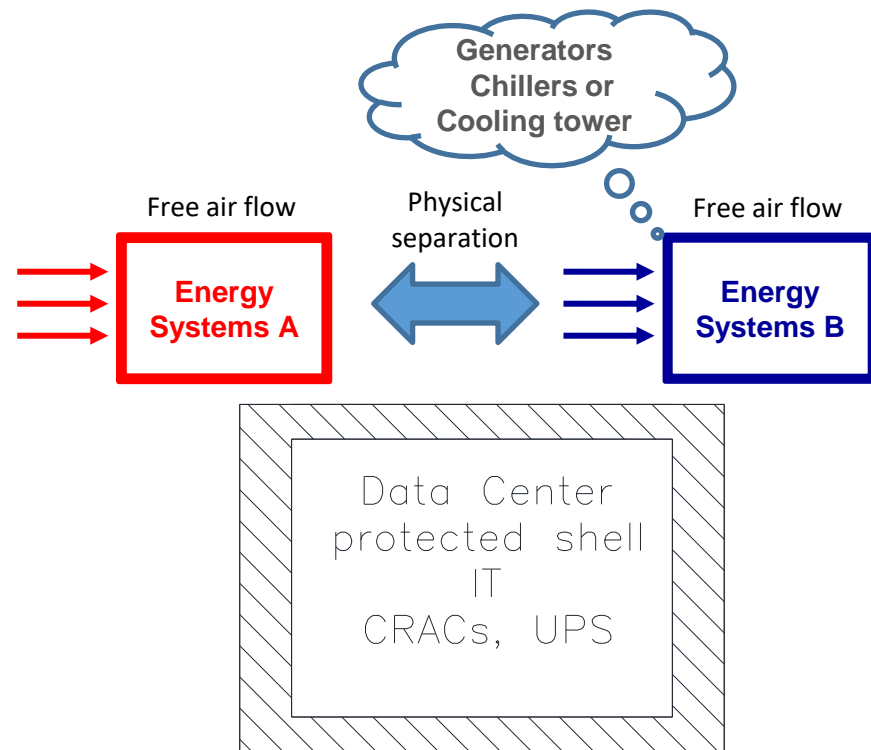 Generators
Chillers or
Cooling tower
Free air flow
Physical
separation
Free air flow
Energy
Systems A
Energy
Systems B
Data Center
protected shell
IT
CRACs, UPS